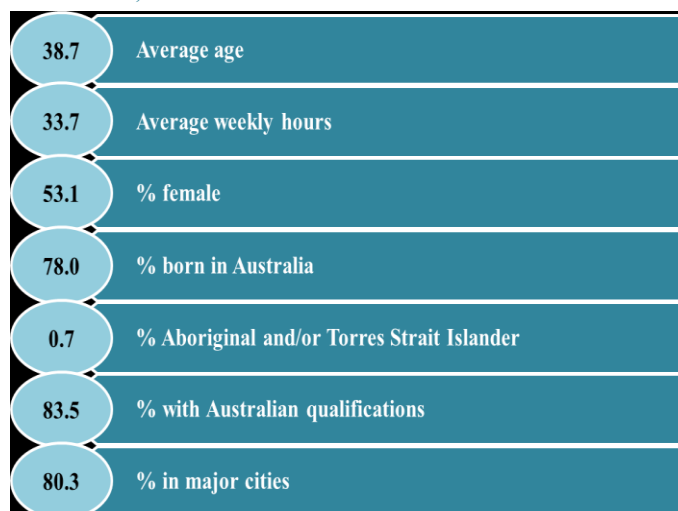 38.7 Average age
33.7 Average weekly hours
53.1 % female
78.0 % born in Australia
0.7 % Aboriginal and/or Torres Strait Islander
83.5 % with Australian qualifications
80.3 % in major cities